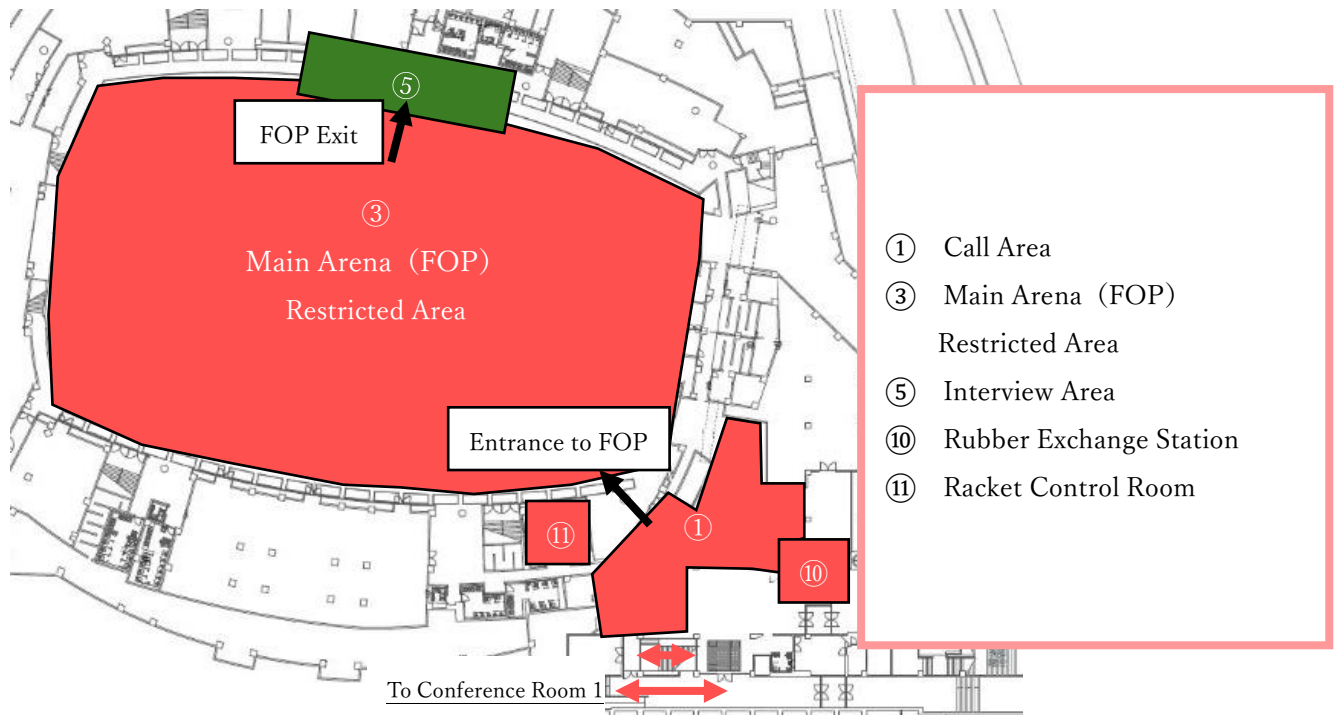 ⑤
FOP Exit
③
Main Arena（FOP）
Restricted Area
Entrance to FOP
①
⑪
⑩
To Conference Room 1
① Call Area
③ Main Arena（FOP）
Restricted Area
⑤ Interview Area
⑩ Rubber Exchange Station
⑪ Racket Control Room